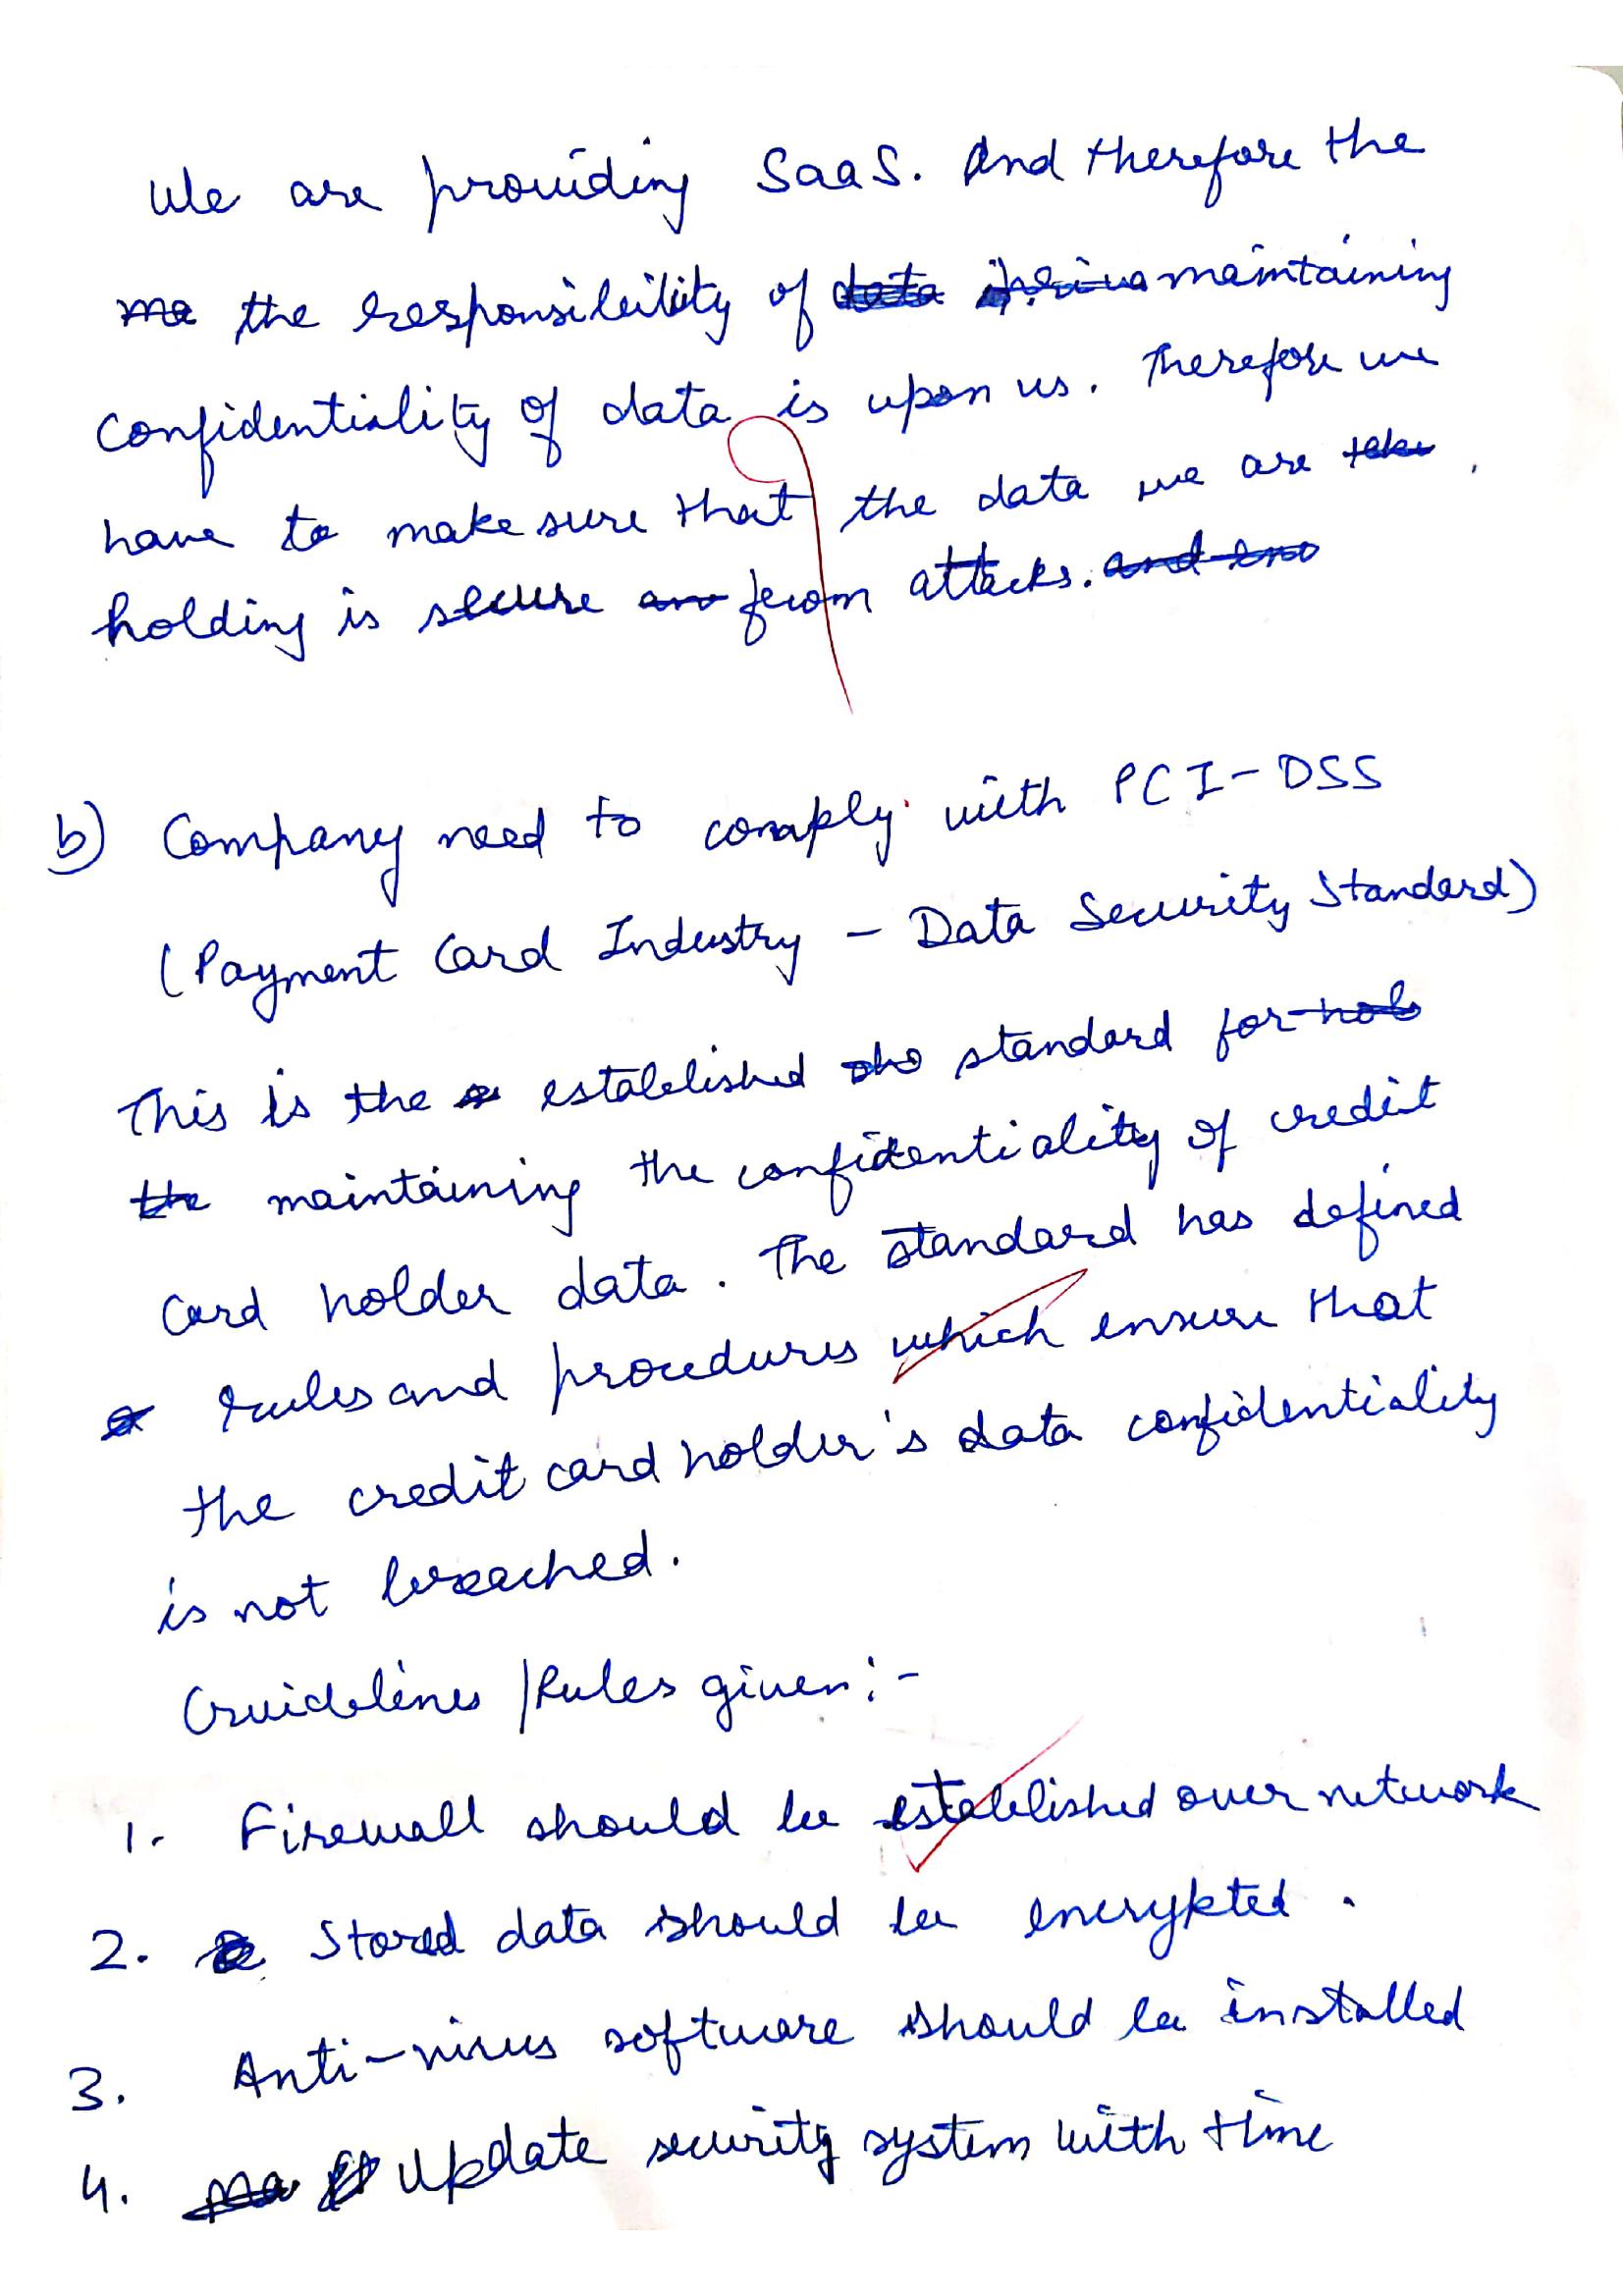 We are providing SaaS. And therefore the
the responsibility of maintaining
confidentiality of data is upon us. Therefore we
have to make sure that the data we are
holding is secure from attacks.
b) Company need to comply with PCI-DSS
(Payment Card Industry - Data Security Standard)
This is the established standard for
maintaining the confidentiality of credit
card holder data. The standard has defined
rules and procedures which ensure that
the credit card holder's data confidentiality
is not breached.
Guidelines /Rules given:-
1. Firewall should be established over network
2. Stored data should be encrypted.
3. Anti-virus software should be installed
4. Update security system with time